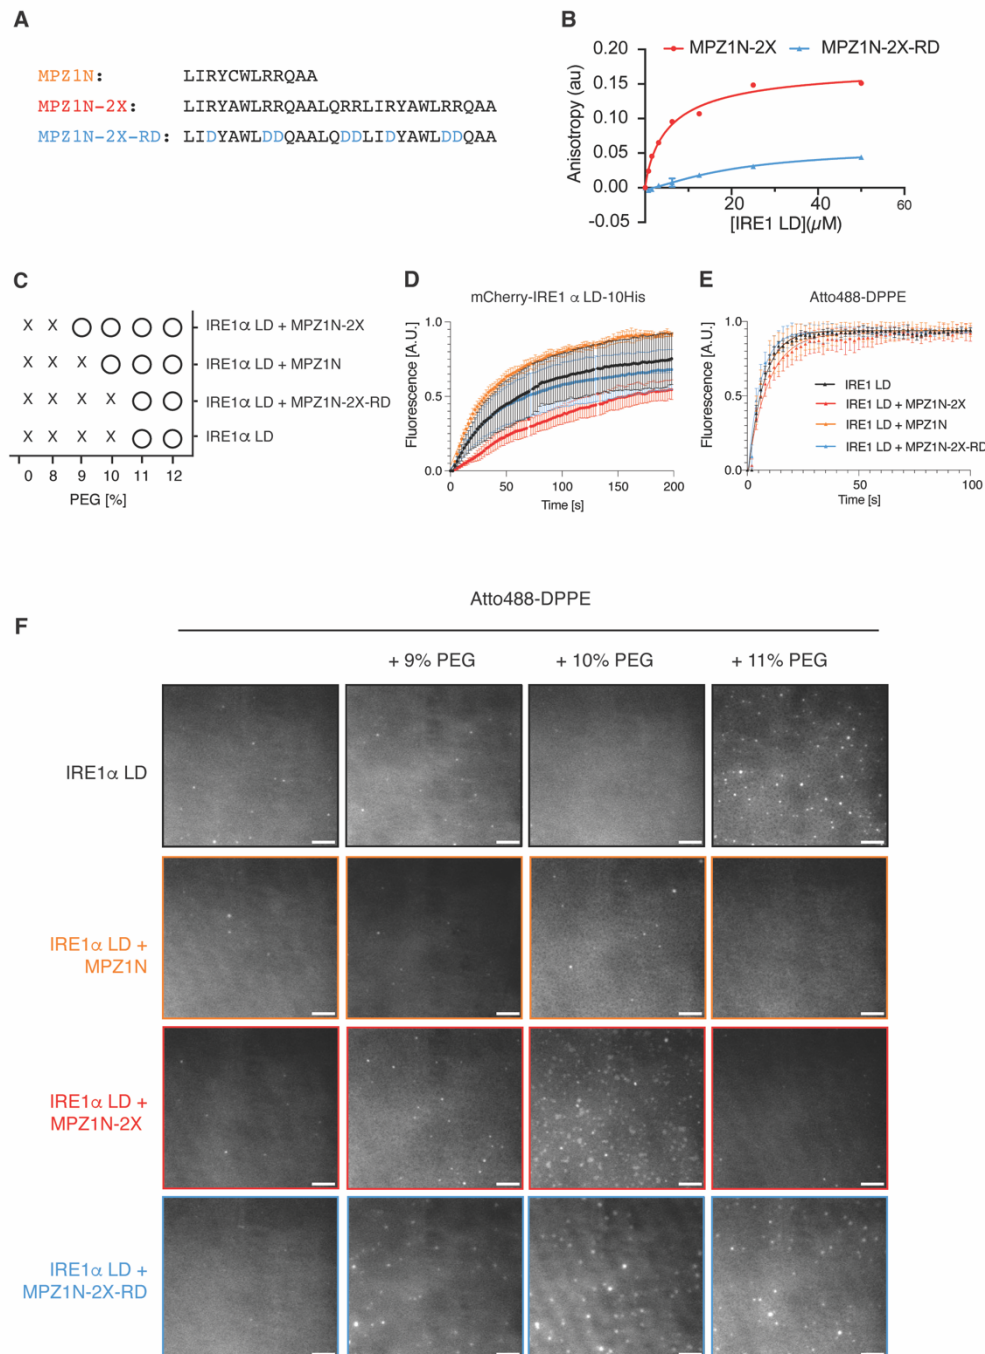 A
MPZ1N: LIRYCWLRRQAA
MPZ1N-2X: LIRYAWLRRQAALQRRLIRYAWLRRQAA
MPZ1N-2X-RD: LIDYAWLDDQAALQDDLIDYAWLDDQAA
B
MPZ1N-2X MPZ1N-2X-RD
Anisotropy (au)
0.20
0.15
0.10
0.05
0.00
-0.05
20 40 60
[IRE1 LD](µM)
C
X X IRE1α LD + MPZ1N-2X
X X X IRE1α LD + MPZ1N
X X X X IRE1α LD + MPZ1N-2X-RD
X X X X IRE1α LD
0 8 9 10 11 12
PEG [%]
D
mCherry-IRE1 α LD-10His
Fluorescence [A.U.]
1.0
0.5
0.0
0 50 100 150 200
Time [s]
E
Atto488-DPPE
Fluorescence [A.U.]
1.0
0.5
0.0
IRE1 LD
IRE1 LD + MPZ1N-2X
IRE1 LD + MPZ1N
IRE1 LD + MPZ1N-2X-RD
0 50 100
Time [s]
F
Atto488-DPPE
+ 9% PEG + 10% PEG + 11% PEG
IRE1α LD
IRE1α LD +
MPZ1N
IRE1α LD +
MPZ1N-2X
IRE1α LD +
MPZ1N-2X-RD